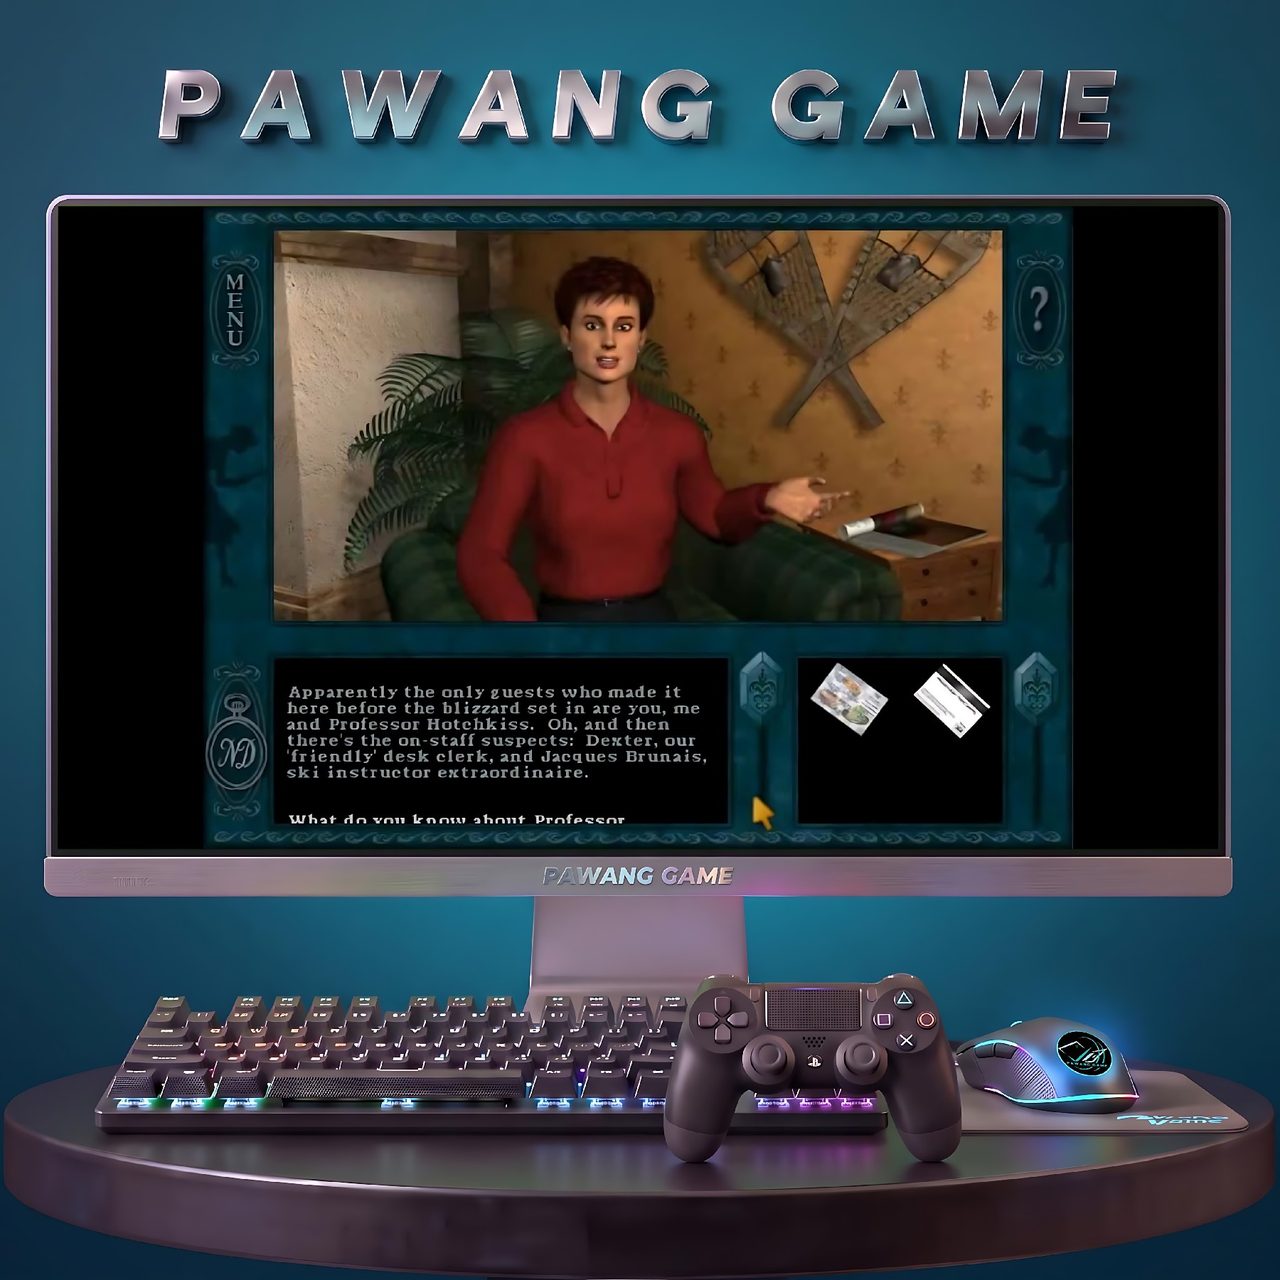 PAWANG GAME
MENU
?
Apparently the only guests who made it
here before the blizzard set in are you, me
and Professor Hotchkiss. Oh, and then
there's the on-staff suspects: Dexter, our
'friendly' desk clerk, and Jacques Brunais,
ski instructor extraordinaire.
What do you know about Professor
ND
PAWANG GAME